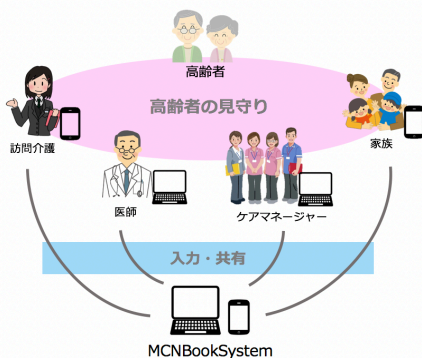 高齢者
高齢者の見守り
訪問介護
家族
医師
ケアマネージャー
入力・共有
MCNBookSystem